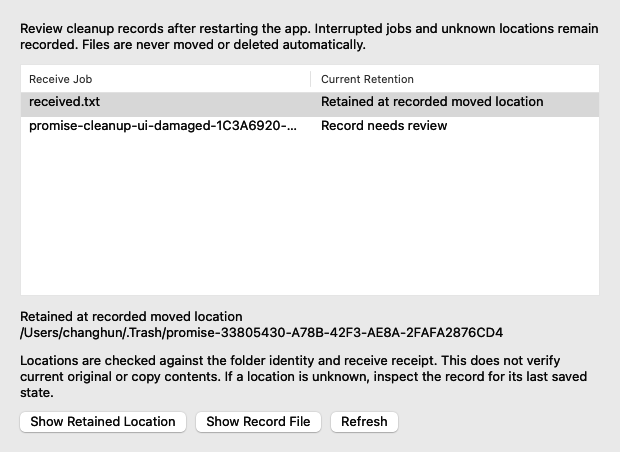 Review cleanup records after restarting the app. Interrupted jobs and unknown locations remain
recorded. Files are never moved or deleted automatically.
Receive Job Current Retention
received.txt Retained at recorded moved location
promise-cleanup-ui-damaged-1C3A6920-... Record needs review
Retained at recorded moved location
/Users/changhun/.Trash/promise-33805430-A78B-42F3-AE8A-2FAFA2876CD4
Locations are checked against the folder identity and receive receipt. This does not verify
current original or copy contents. If a location is unknown, inspect the record for its last saved
state.
Show Retained Location Show Record File Refresh